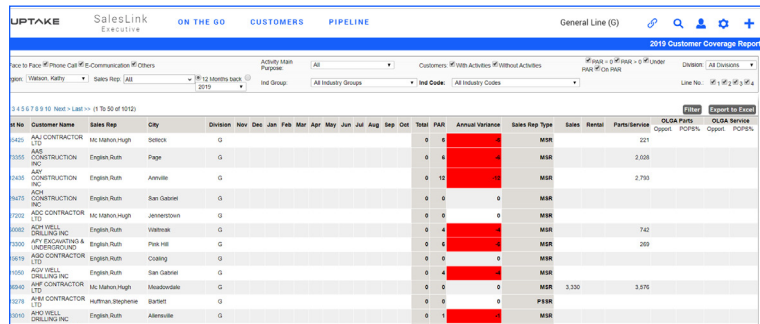 UPTAKE SalesLink Executive ON THE GO CUSTOMERS PIPELINE General Line (G)
2019 Customer Coverage Report
Face to Face Phone Call E-Communication Others Activity Main Purpose: All Customers: With Activities Without Activities PAR = 0 PAR > 0 Under PAR On PAR Division: All Divisions
Region: Watson, Kathy Sales Rep: All 12 Months back 2019 Ind Group: All Industry Groups Ind Code: All Industry Codes Line No.: 1 2 3 4
3 4 5 6 7 8 9 10 Next > Last >> (1 To 50 of 1012) Filter Export to Excel
Customer Name Sales Rep City Division Nov Dec Jan Feb Mar Apr May Jun Jul Aug Sep Oct Total PAR Annual Variance Sales Rep Type Sales Rental Parts/Service OLGA Parts OLGA Service
Opport. POPS% Opport. POPS%
AAJ CONTRACTOR LTD Mc Mahon,Hugh Selleck G 0 6 MSR 221
AAS CONSTRUCTION INC English,Ruth Page G 0 6 MSR 2,028
AAY CONSTRUCTION INC English,Ruth Annville G 0 12 -12 MSR 2,793
ACH CONSTRUCTION INC English,Ruth San Gabriel G 0 0 0 MSR
ADC CONTRACTOR LTD Mc Mahon,Hugh Jennerstown G 0 0 0 MSR
ADH WELL DRILLING INC English,Ruth G 0 4 MSR 742
AFY EXCAVATING & UNDERGROUND English,Ruth Pink Hill G 0 6 MSR 269
AGO CONTRACTOR LTD Mc Mahon,Hugh Coaling G 0 0 0 MSR
AGV WELL DRILLING INC English,Ruth San Gabriel G 0 4 MSR
AHF CONTRACTOR LTD Mc Mahon,Hugh Meadowdale G 0 0 0 MSR 3,330 3,576
AHM CONTRACTOR LTD Huffman,Stephenie Bartlett G 0 0 0 PSSR
AHO WELL DRILLING INC English,Ruth Allensville G 0 1 MSR